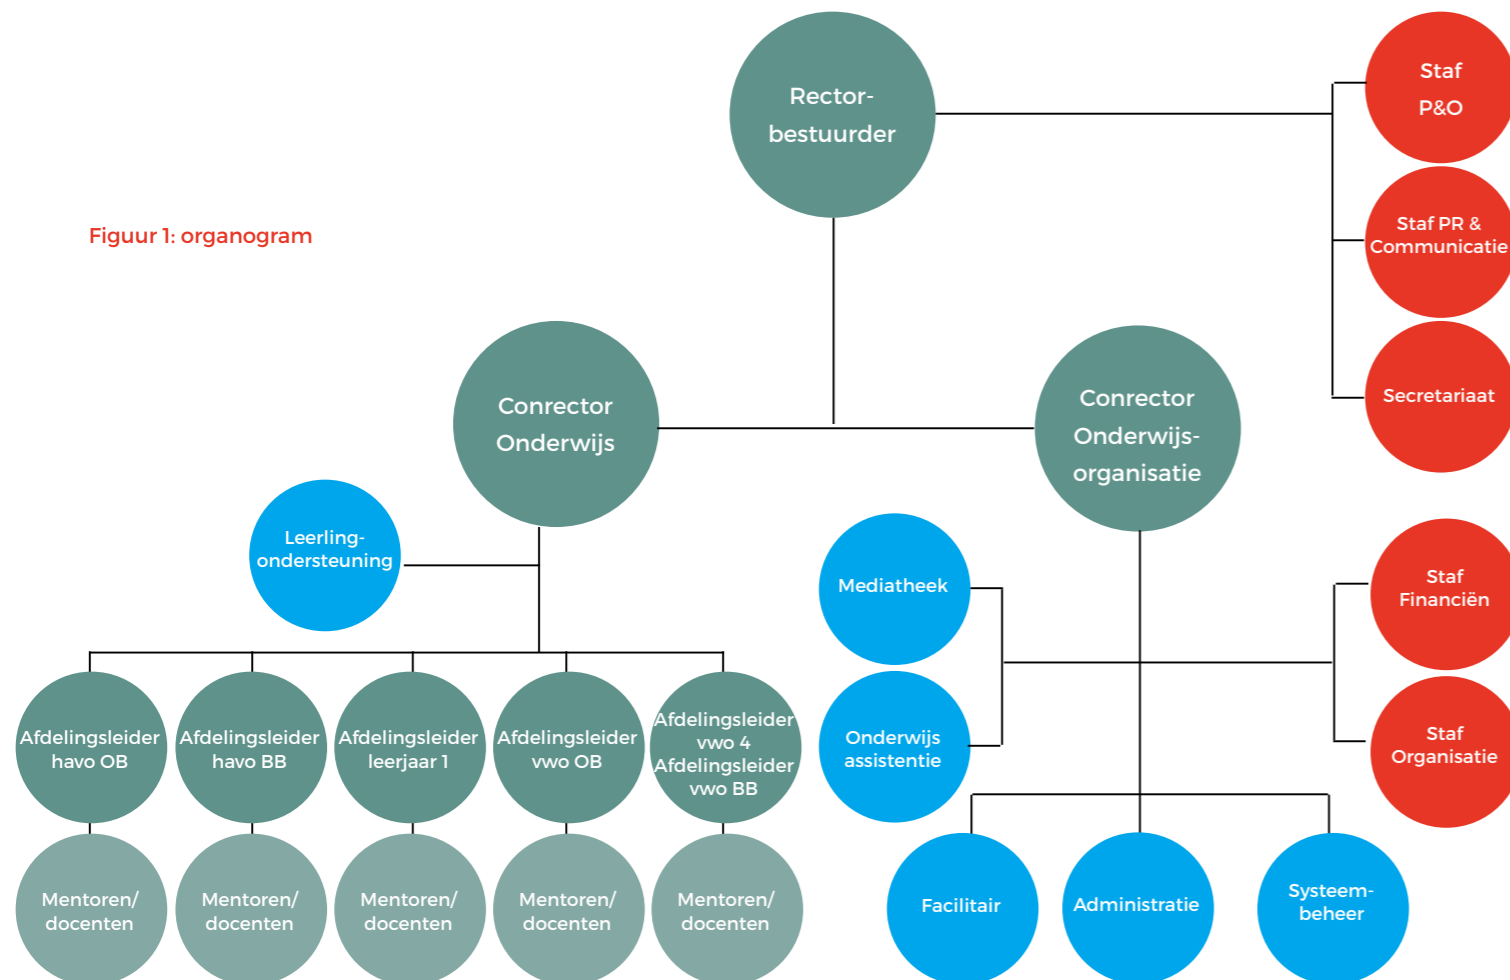 Rector-
bestuurder
Staf
P&O
Staf PR &
Communicatie
Secretariaat
Figuur 1: organogram
Conrector
Onderwijs
Conrector
Onderwijs-
organisatie
Leerling-
ondersteuning
Mediatheek
Onderwijs
assistentie
Staf
Financiën
Staf
Organisatie
Afdelingsleider
havo OB
Afdelingsleider
havo BB
Afdelingsleider
leerjaar 1
Afdelingsleider
vwo OB
Afdelingsleider
vwo 4
Afdelingsleider
vwo BB
Mentoren/
docenten
Mentoren/
docenten
Mentoren/
docenten
Mentoren/
docenten
Mentoren/
docenten
Facilitair
Administratie
Systeem-
beheer